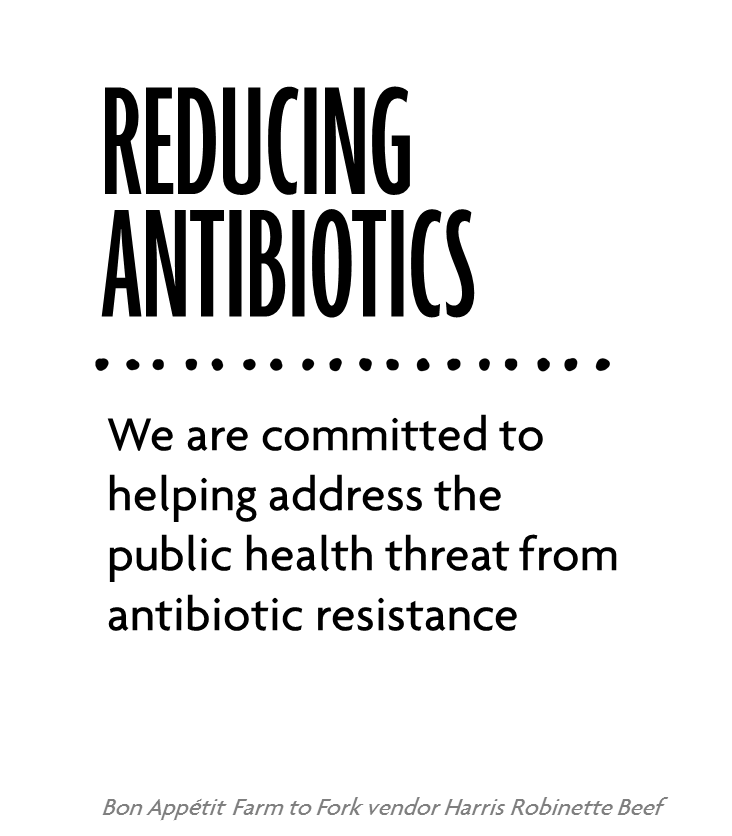 REDUCING
ANTIBIOTICS
We are committed to
helping address the
public health threat from
antibiotic resistance
Bon Appétit Farm to Fork vendor Harris Robinette Beef